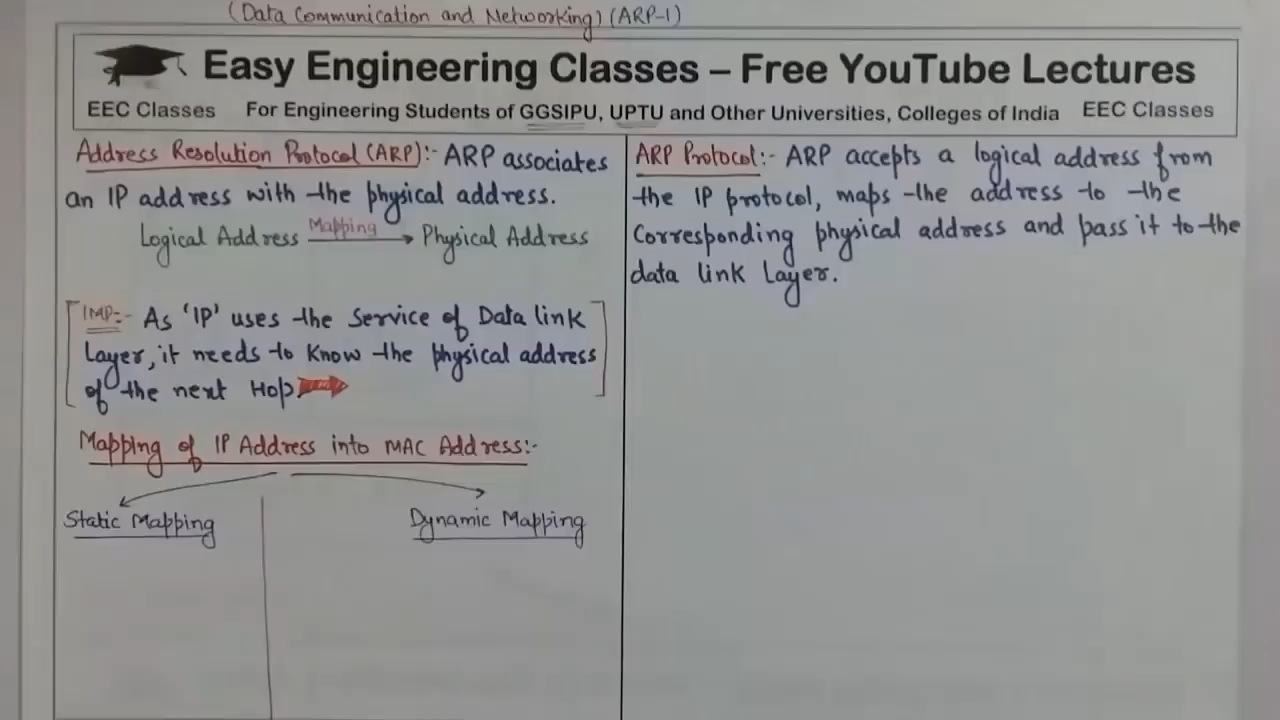 (Data Communication and Networking) (ARP-1)
Easy Engineering Classes – Free YouTube Lectures
EEC Classes For Engineering Students of GGSIPU, UPTU and Other Universities, Colleges of India EEC Classes
Address Resolution Protocol (ARP):- ARP associates
an IP address with the physical address.
Logical Address Mapping Physical Address
[IMP:- As 'IP' uses the Service of Data link
Layer, it needs to know the physical address
of the next Hop.]
Mapping of IP Address into MAC Address:-
Static Mapping
Dynamic Mapping
ARP Protocol:- ARP accepts a logical address from
the IP protocol, maps the address to the
Corresponding physical address and pass it to the
data link Layer.